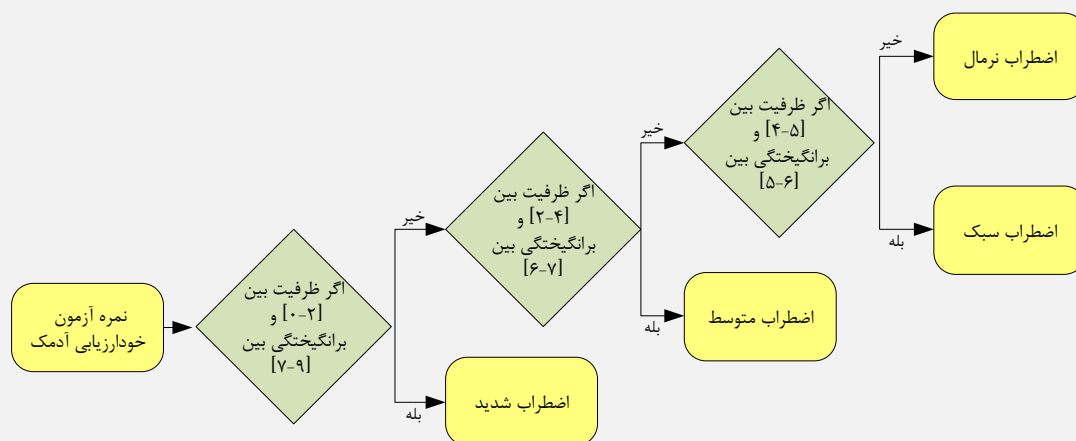 نمره آزمون
خودارزیابی آدمک
اگر ظرفیت بین
[۰-۲] و
برانگیختگی بین
[۷-۹]
خیر
بله
اضطراب شدید
اگر ظرفیت بین
[۲-۴] و
برانگیختگی بین
[۶-۷]
خیر
بله
اضطراب متوسط
اگر ظرفیت بین
[۴-۵] و
برانگیختگی بین
[۵-۶]
خیر
بله
اضطراب نرمال
اضطراب سبک